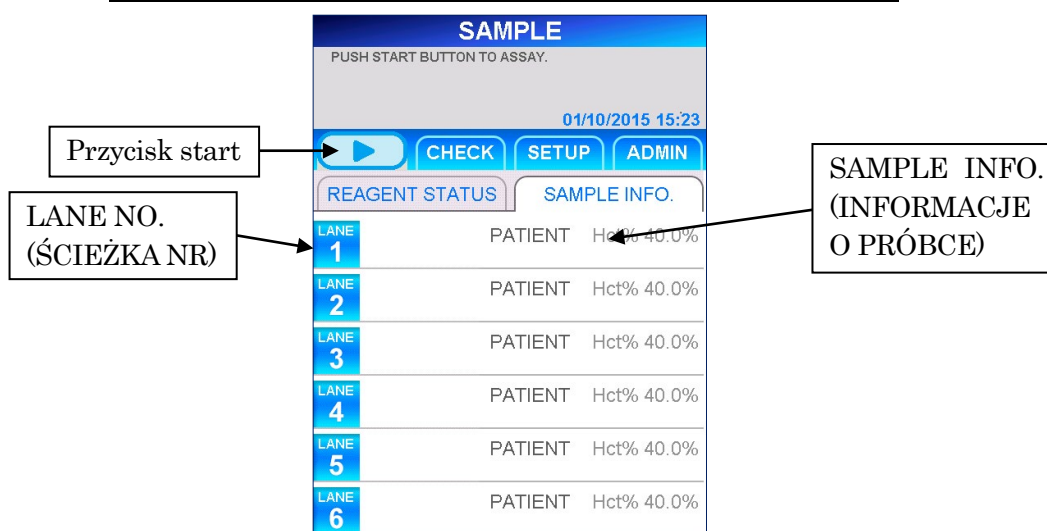 SAMPLE
PUSH START BUTTON TO ASSAY.
01/10/2015 15:23
Przycisk start
CHECK SETUP ADMIN
REAGENT STATUS SAMPLE INFO.
SAMPLE INFO.
(INFORMACJE
O PRÓBCE)
LANE NO.
(ŚCIEŻKA NR)
LANE
1 PATIENT Hct% 40.0%
LANE
2 PATIENT Hct% 40.0%
LANE
3 PATIENT Hct% 40.0%
LANE
4 PATIENT Hct% 40.0%
LANE
5 PATIENT Hct% 40.0%
LANE
6 PATIENT Hct% 40.0%